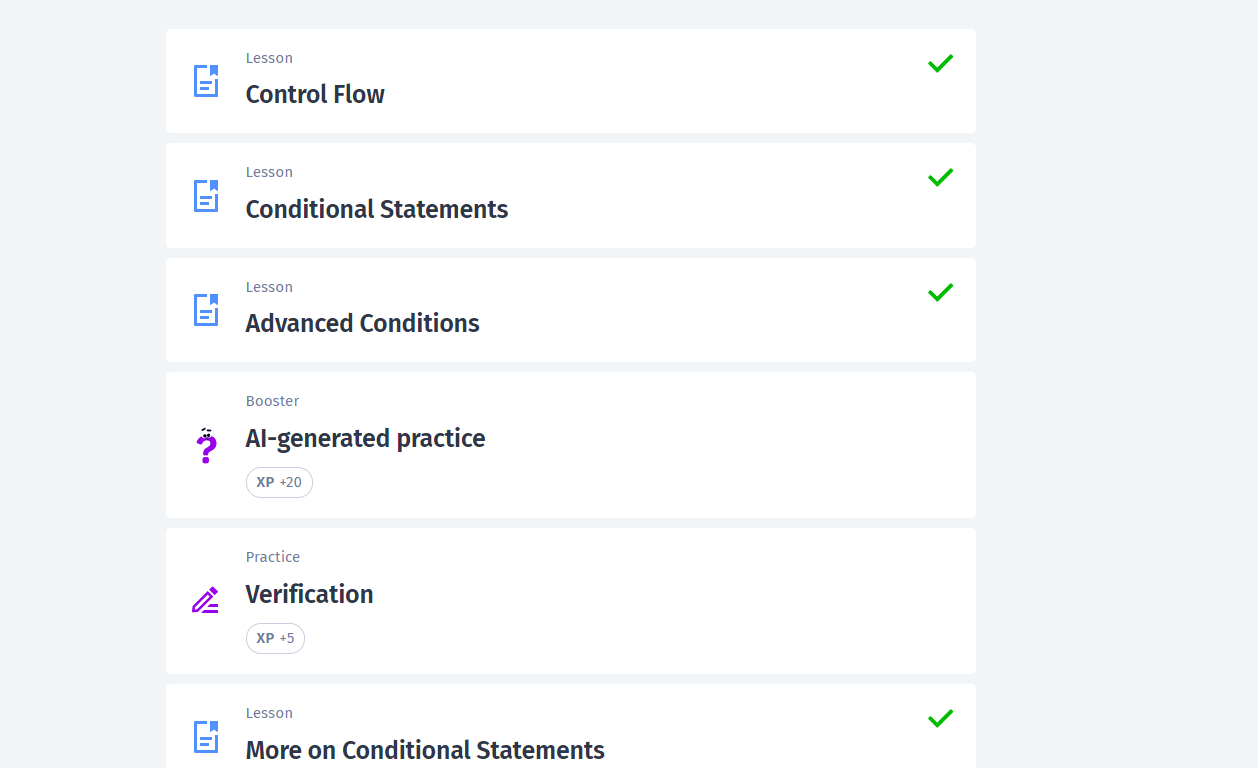 Lesson
Control Flow
Lesson
Conditional Statements
Lesson
Advanced Conditions
Booster
AI-generated practice
XP +20
Practice
Verification
XP +5
Lesson
More on Conditional Statements